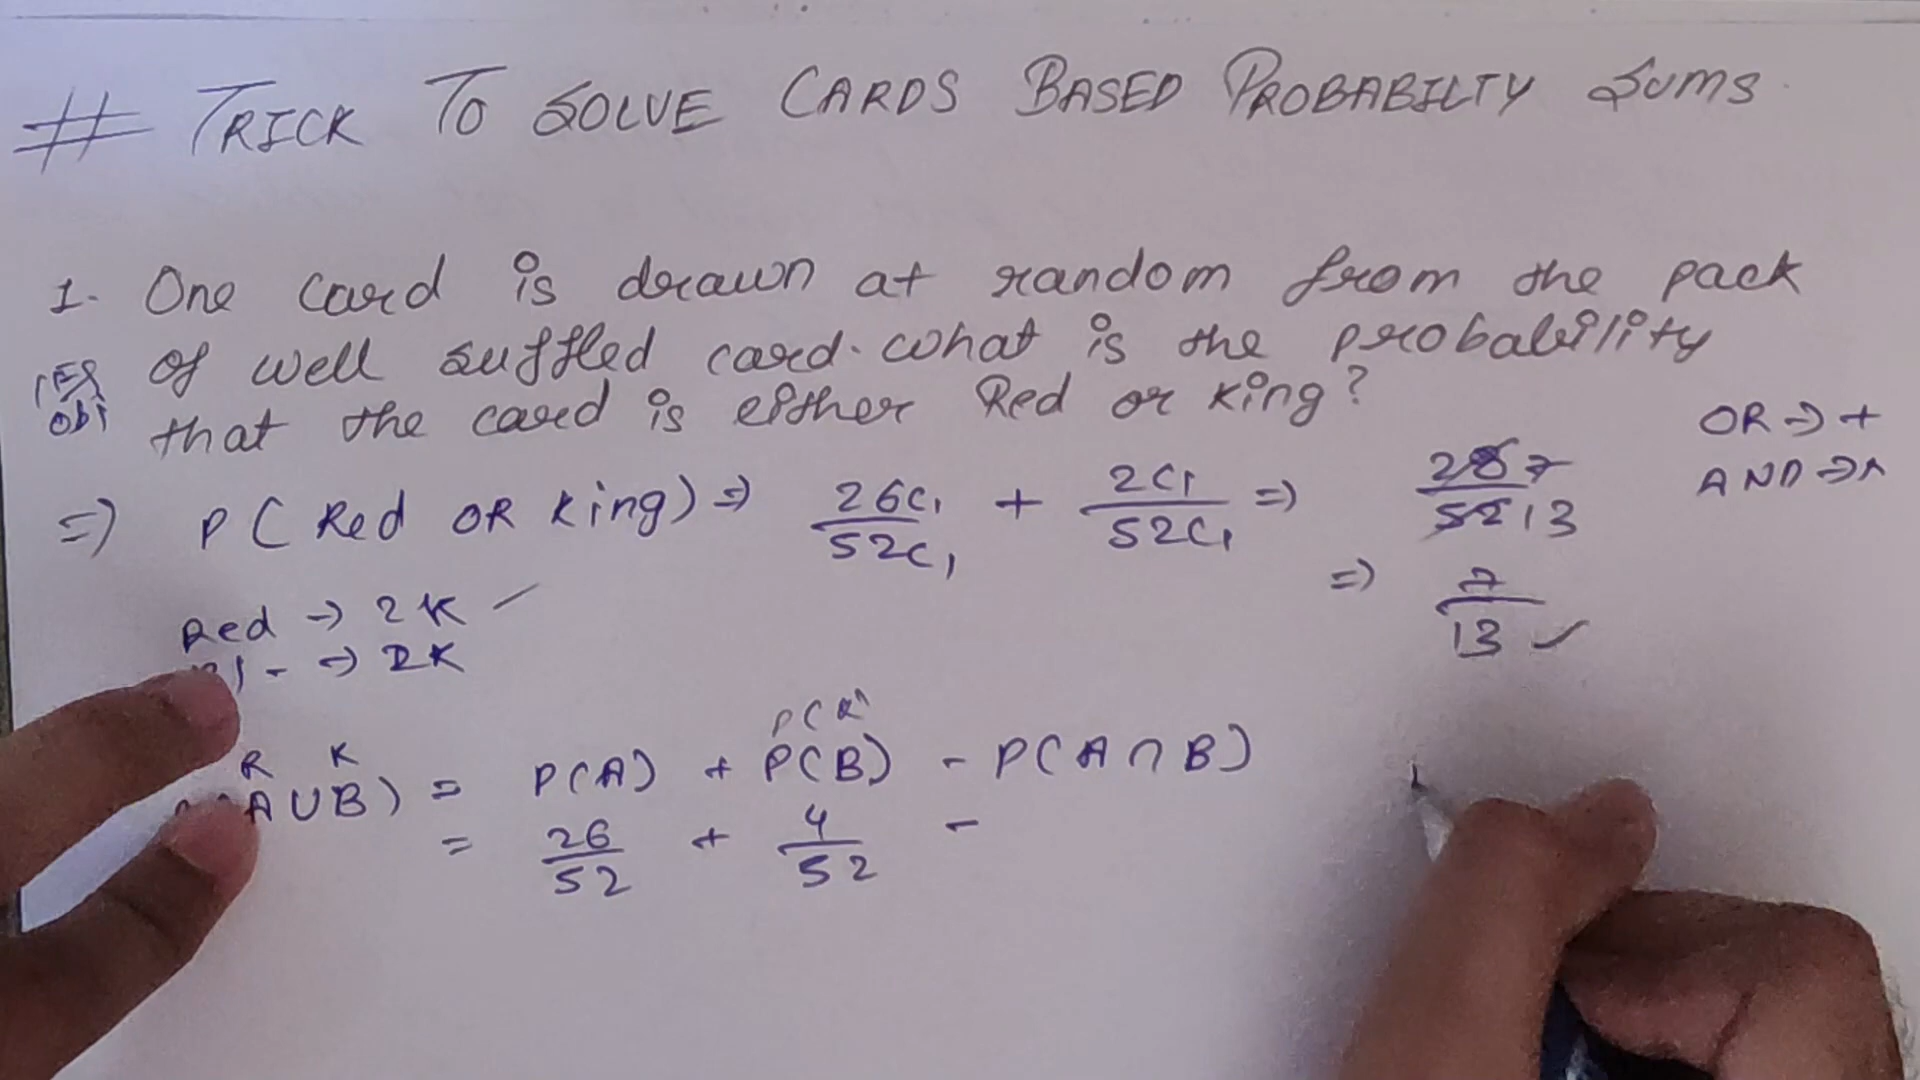 # TRICK TO SOLVE CARDS BASED PROBABILTY SUMS
1. One card is drawn at random from the pack
of well suffled card. what is the probability
that the card is either Red or king?
OR → +
AND →
⇒ P( Red OR king) ⇒ 26C₁/52C₁ + 2C₁/52C₁ ⇒ 28 7/52 13
⇒ 7/13 ✓
Red → 2K ✓
→ 2K
R K
A∪B) = P(A) + P(B) - P(A∩B)
= 26/52 + 4/52 -